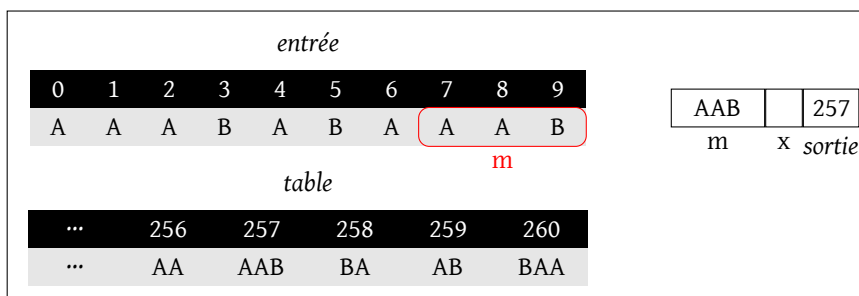 entrée
0 1 2 3 4 5 6 7 8 9
A A A B A B A A A B
m
AAB 257
m x sortie
table
... 256 257 258 259 260
... AA AAB BA AB BAA